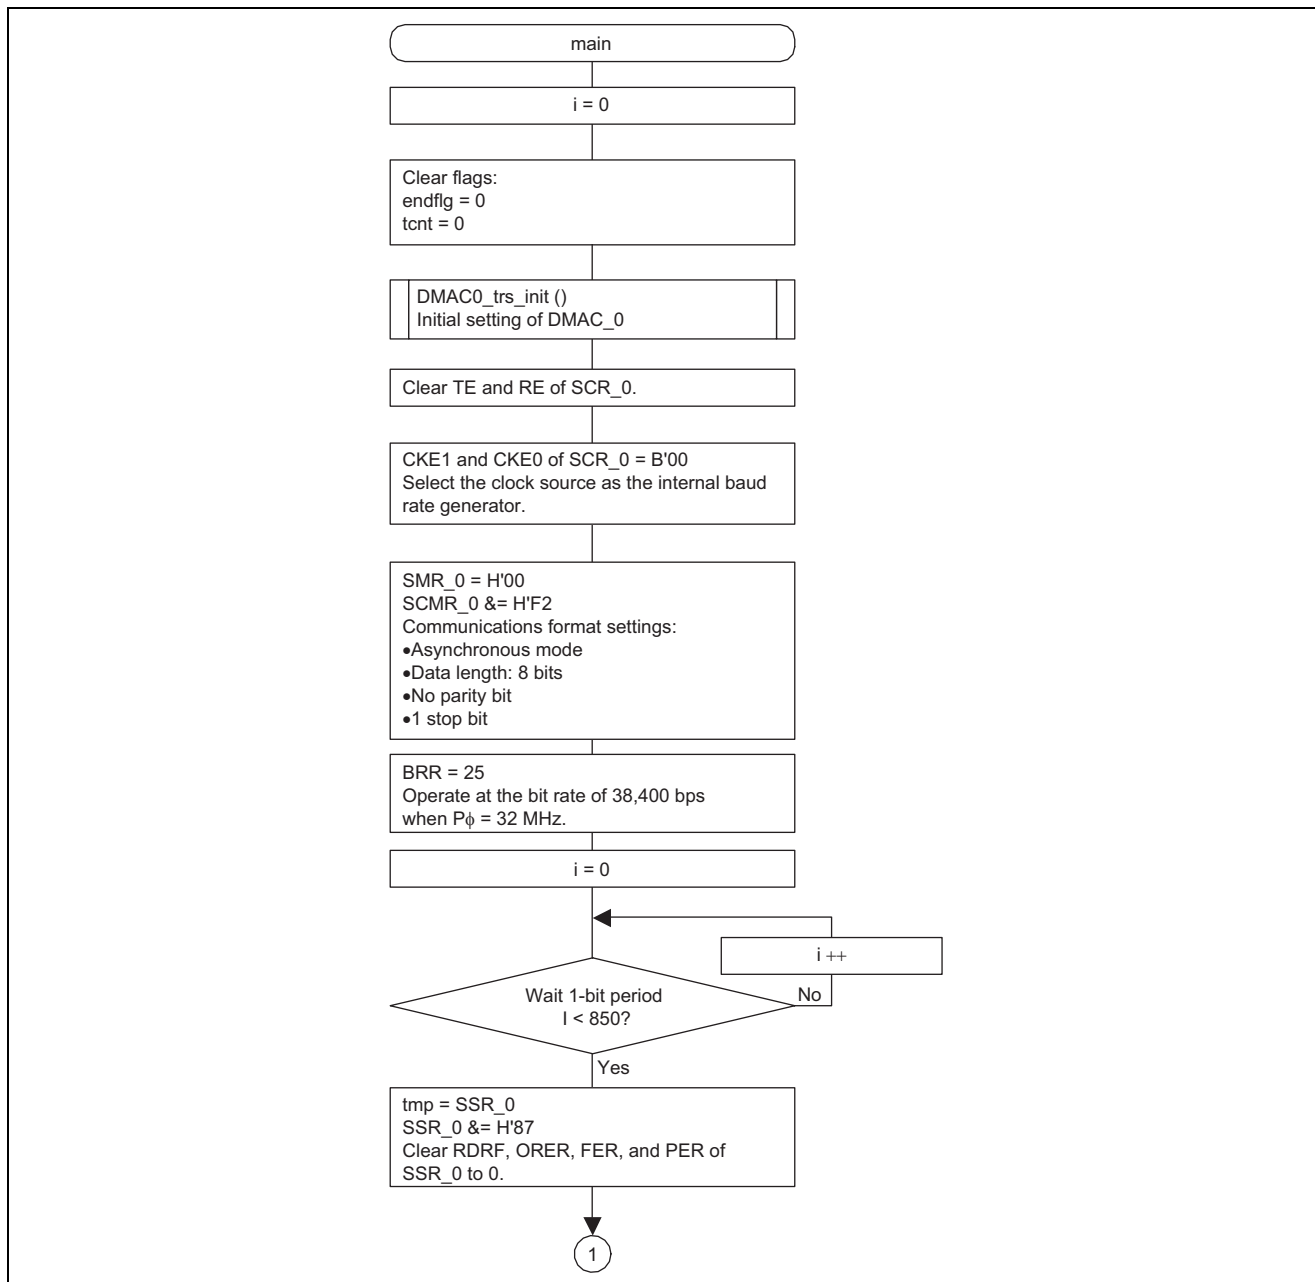 main
i = 0
Clear flags:
endflg = 0
tcnt = 0
DMAC0_trs_init ()
Initial setting of DMAC_0
Clear TE and RE of SCR_0.
CKE1 and CKE0 of SCR_0 = B'00
Select the clock source as the internal baud
rate generator.
SMR_0 = H'00
SCMR_0 &= H'F2
Communications format settings:
•Asynchronous mode
•Data length: 8 bits
•No parity bit
•1 stop bit
BRR = 25
Operate at the bit rate of 38,400 bps
when Pϕ = 32 MHz.
i = 0
i ++
Wait 1-bit period
I < 850?
No
Yes
tmp = SSR_0
SSR_0 &= H'87
Clear RDRF, ORER, FER, and PER of
SSR_0 to 0.
1